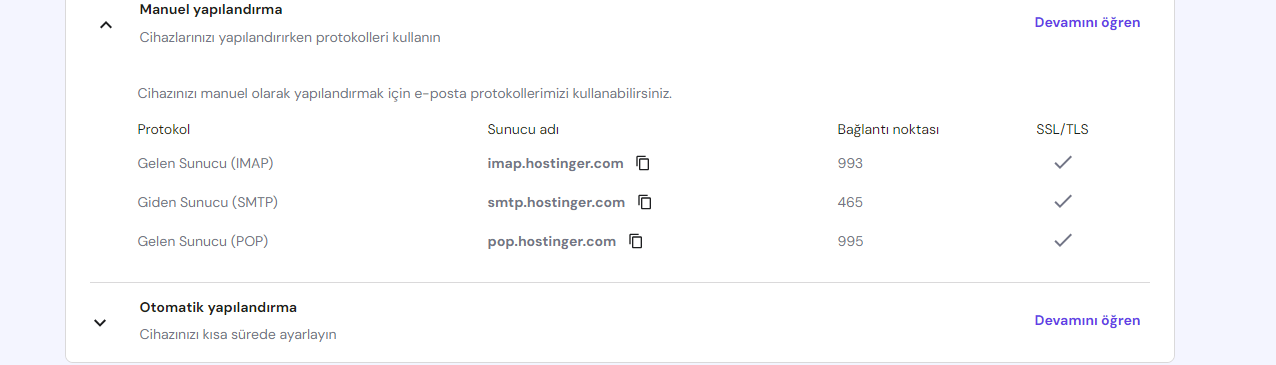 Manuel yapılandırma
Cihazlarınızı yapılandırırken protokolleri kullanın
Devamını öğren
Cihazınızı manuel olarak yapılandırmak için e-posta protokollerimizi kullanabilirsiniz.
Protokol Sunucu adı Bağlantı noktası SSL/TLS
Gelen Sunucu (IMAP) imap.hostinger.com 993
Giden Sunucu (SMTP) smtp.hostinger.com 465
Gelen Sunucu (POP) pop.hostinger.com 995
Otomatik yapılandırma
Cihazınızı kısa sürede ayarlayın
Devamını öğren